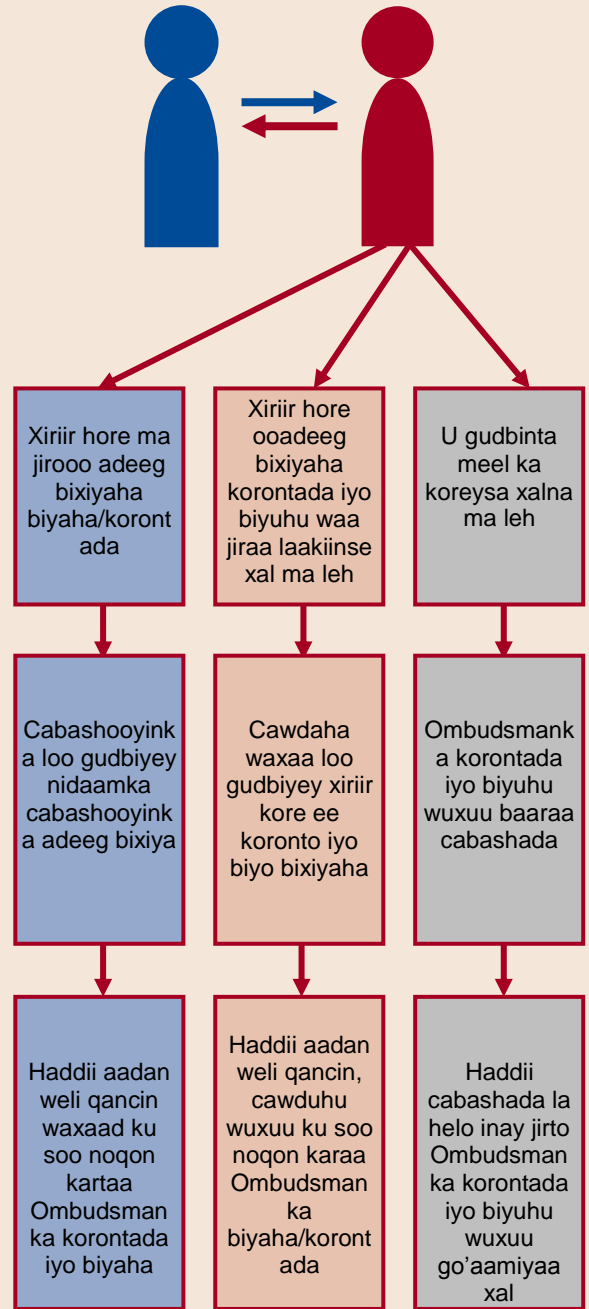 Xiriir hore ma
jirooo adeeg
bixiyaha
biyaha/koront
ada
Xiriir hore
ooadeeg
bixiyaha
korontada iyo
biyuhu waa
jiraa laakiinse
xal ma leh
U gudbinta
meel ka
koreysa xalna
ma leh
Cabashooyink
a loo gudbiyey
nidaamka
cabashooyink
a adeeg bixiya
Cawdaha
waxaa loo
gudbiyey xiriir
kore ee
koronto iyo
biyo bixiyaha
Ombudsmank
a korontada
iyo biyuhu
wuxuu baaraa
cabashada
Haddii aadan
weli qancin
waxaad ku
soo noqon
kartaa
Ombudsman
ka korontada
iyo biyaha
Haddii aadan
weli qancin,
cawduhu
wuxuu ku soo
noqon karaa
Ombudsman
ka
biyaha/koront
ada
Haddii
cabashada la
helo inay jirto
Ombudsman
ka korontada
iyo biyuhu
wuxuu
go’aamiyaa
xal